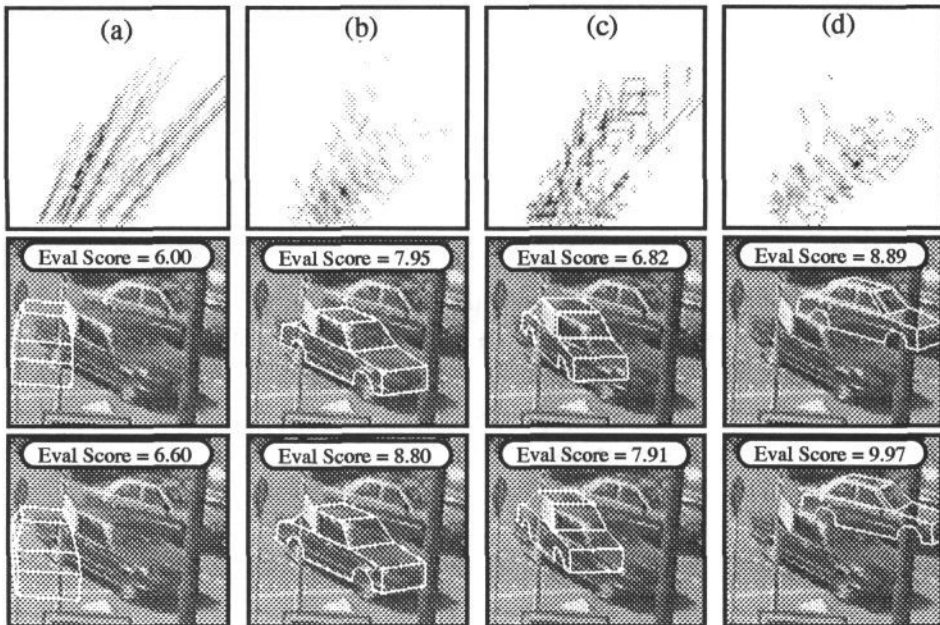 (a) (b) (c) (d)
Eval Score = 6.00 Eval Score = 7.95 Eval Score = 6.82 Eval Score = 8.89
Eval Score = 6.60 Eval Score = 8.80 Eval Score = 7.91 Eval Score = 9.97